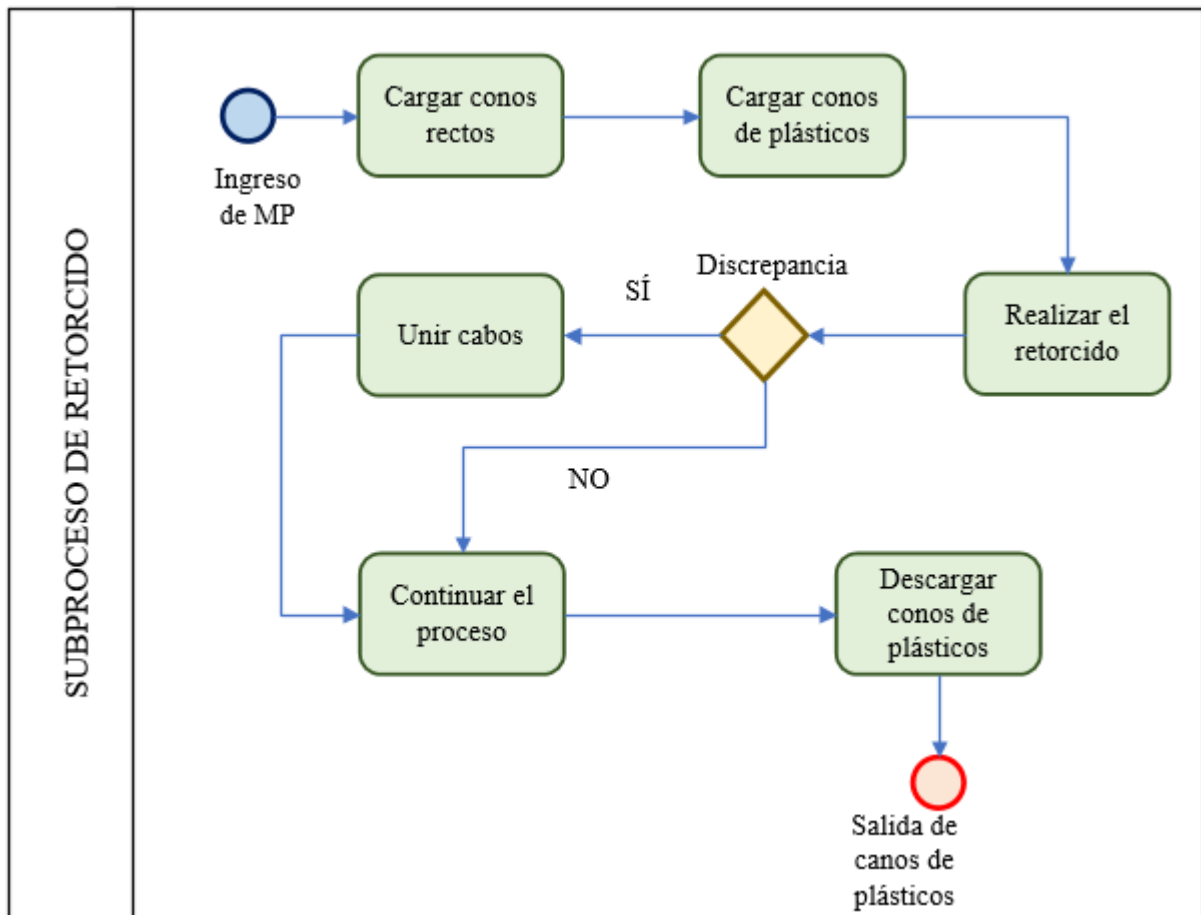 SUBPROCESO DE RETORCIDO
Ingreso
de MP
Cargar conos
rectos
Cargar conos
de plásticos
Realizar el
retorcido
Discrepancia
SÍ
Unir cabos
NO
Continuar el
proceso
Descargar
conos de
plásticos
Salida de
canos de
plásticos